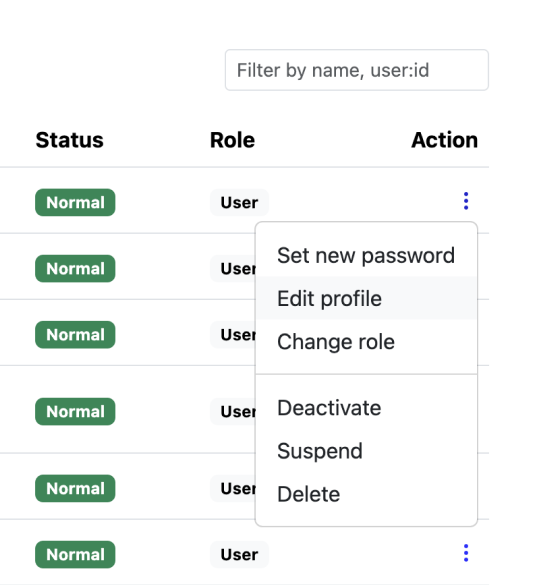 Filter by name, user:id
Status Role Action
Normal User
Set new password
Normal User
Edit profile
Normal User
Change role
Normal User
Deactivate
Suspend
Normal User
Delete
Normal User